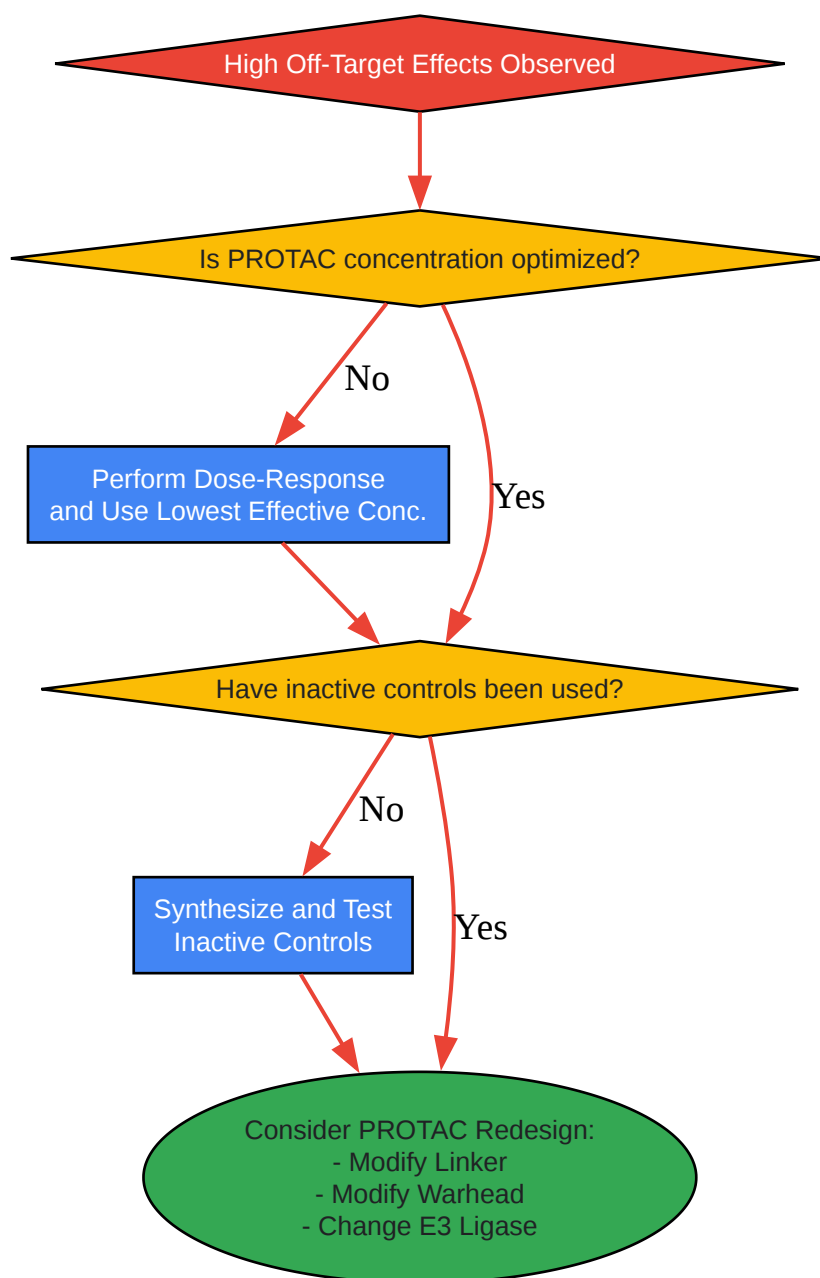 High Off-Target Effects Observed
Is PROTAC concentration optimized?
No
Perform Dose-Response
and Use Lowest Effective Conc.
Yes
Have inactive controls been used?
No
Synthesize and Test
Inactive Controls
Yes
Consider PROTAC Redesign:
- Modify Linker
- Modify Warhead
- Change E3 Ligase